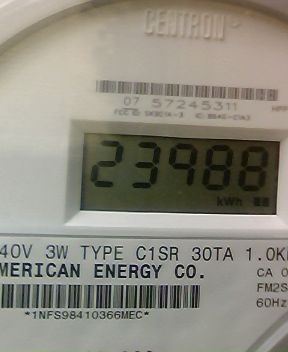 CENTRON
07 57245311
23988
kWh
40V 3W TYPE C1SR 30TA 1.0K
MERICAN ENERGY CO.
CA 0
FM2S
60Hz
*1NFS98410366MEC*